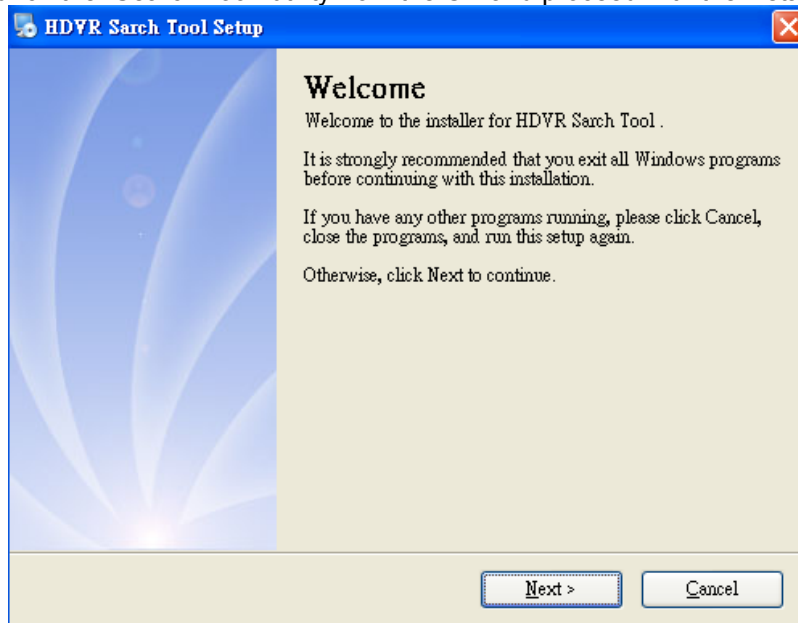 HDVR Sarch Tool Setup
Welcome
Welcome to the installer for HDVR Sarch Tool .
It is strongly recommended that you exit all Windows programs
before continuing with this installation.
If you have any other programs running, please click Cancel,
close the programs, and run this setup again.
Otherwise, click Next to continue.
Next >
Cancel